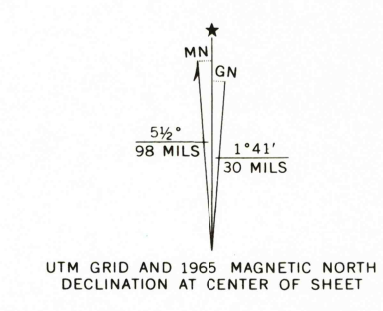 MN
GN
5½°
98 MILS
1°41′
30 MILS
UTM GRID AND 1965 MAGNETIC NORTH
DECLINATION AT CENTER OF SHEET